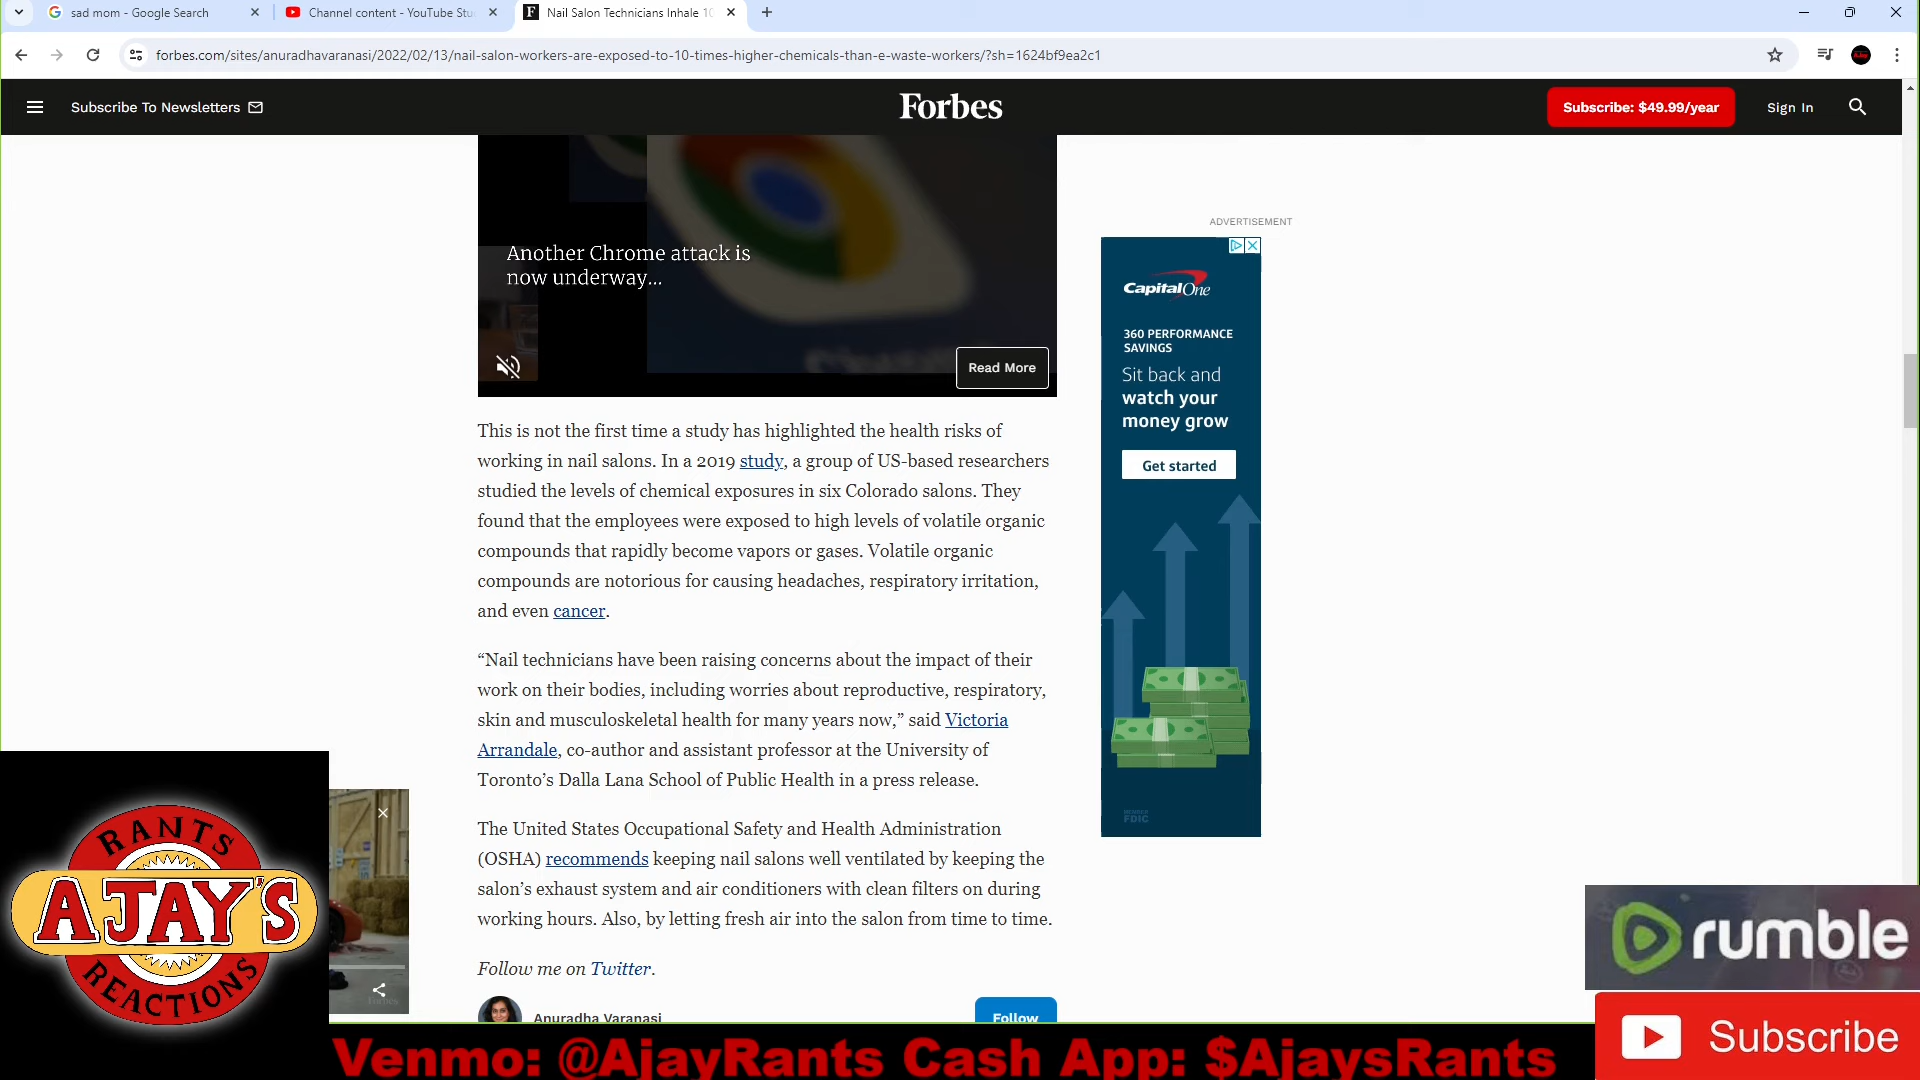 sad mom - Google Search
Channel content - YouTube Stu
Nail Salon Technicians Inhale 10
forbes.com/sites/anuradhavaranasi/2022/02/13/nail-salon-workers-are-exposed-to-10-times-higher-chemicals-than-e-waste-workers/?sh=1624bf9ea2c1
Subscribe To Newsletters
Forbes
Subscribe: $49.99/year
Sign In
Another Chrome attack is
now underway...
Read More
ADVERTISEMENT
CapitalOne
360 PERFORMANCE
SAVINGS
Sit back and
watch your
money grow
Get started
MEMBER
FDIC
This is not the first time a study has highlighted the health risks of
working in nail salons. In a 2019 study, a group of US-based researchers
studied the levels of chemical exposures in six Colorado salons. They
found that the employees were exposed to high levels of volatile organic
compounds that rapidly become vapors or gases. Volatile organic
compounds are notorious for causing headaches, respiratory irritation,
and even cancer.
“Nail technicians have been raising concerns about the impact of their
work on their bodies, including worries about reproductive, respiratory,
skin and musculoskeletal health for many years now,” said Victoria
Arrandale, co-author and assistant professor at the University of
Toronto’s Dalla Lana School of Public Health in a press release.
The United States Occupational Safety and Health Administration
(OSHA) recommends keeping nail salons well ventilated by keeping the
salon’s exhaust system and air conditioners with clean filters on during
working hours. Also, by letting fresh air into the salon from time to time.
Follow me on Twitter.
Anuradha Varanasi
Follow
RANTS
AJAY'S
REACTIONS
Forbes
rumble
Subscribe
Venmo: @AjayRants Cash App: $AjaysRants